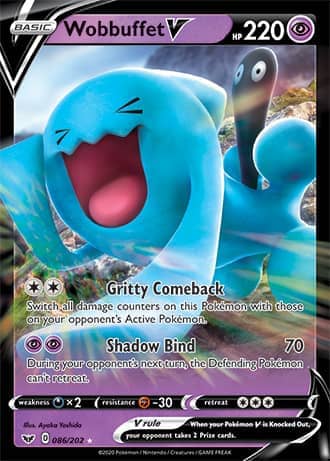 BASIC Wobbuffet V HP 220
Gritty Comeback
Switch all damage counters on this Pokémon with those
on your opponent's Active Pokémon.
Shadow Bind 70
During your opponent's next turn, the Defending Pokémon
can't retreat.
weakness ×2 resistance -30 retreat
Illus. Ayaka Yoshida
V rule When your Pokémon V is Knocked Out,
your opponent takes 2 Prize cards.
D 086/202
©2020 Pokémon / Nintendo / Creatures / GAME FREAK